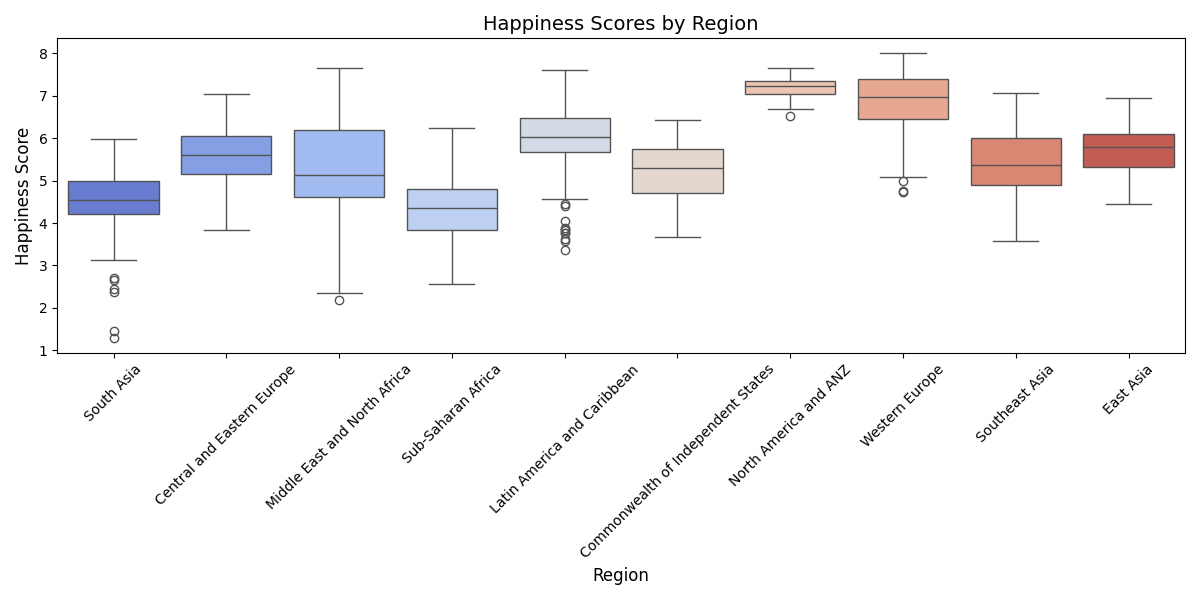 Happiness Scores by Region
Happiness Score
8
7
6
5
4
3
2
1
South Asia
Central and Eastern Europe
Middle East and North Africa
Sub-Saharan Africa
Latin America and Caribbean
Commonwealth of Independent States
North America and ANZ
Western Europe
Southeast Asia
East Asia
Region